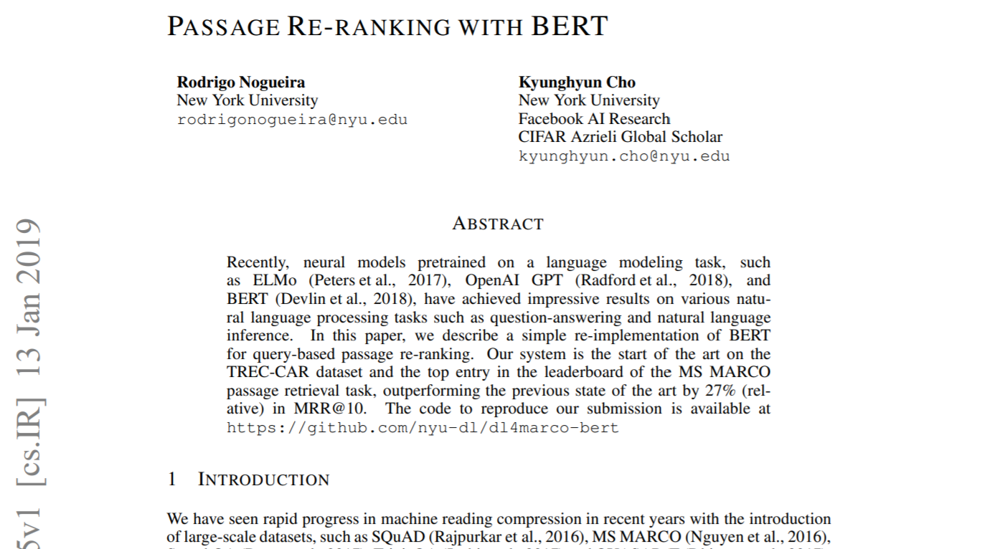 PASSAGE RE-RANKING WITH BERT
Rodrigo Nogueira
New York University
rodrigonogueira@nyu.edu
Kyunghyun Cho
New York University
Facebook AI Research
CIFAR Azrieli Global Scholar
kyunghyun.cho@nyu.edu
ABSTRACT
Recently, neural models pretrained on a language modeling task, such
as ELMo (Peters et al., 2017), OpenAI GPT (Radford et al., 2018), and
BERT (Devlin et al., 2018), have achieved impressive results on various natu-
ral language processing tasks such as question-answering and natural language
inference. In this paper, we describe a simple re-implementation of BERT
for query-based passage re-ranking. Our system is the start of the art on the
TREC-CAR dataset and the top entry in the leaderboard of the MS MARCO
passage retrieval task, outperforming the previous state of the art by 27% (rel-
ative) in MRR@10. The code to reproduce our submission is available at
https://github.com/nyu-dl/dl4marco-bert
1 INTRODUCTION
We have seen rapid progress in machine reading compression in recent years with the introduction
of large-scale datasets, such as SQuAD (Rajpurkar et al., 2016), MS MARCO (Nguyen et al., 2016),
5v1 [cs.IR] 13 Jan 2019